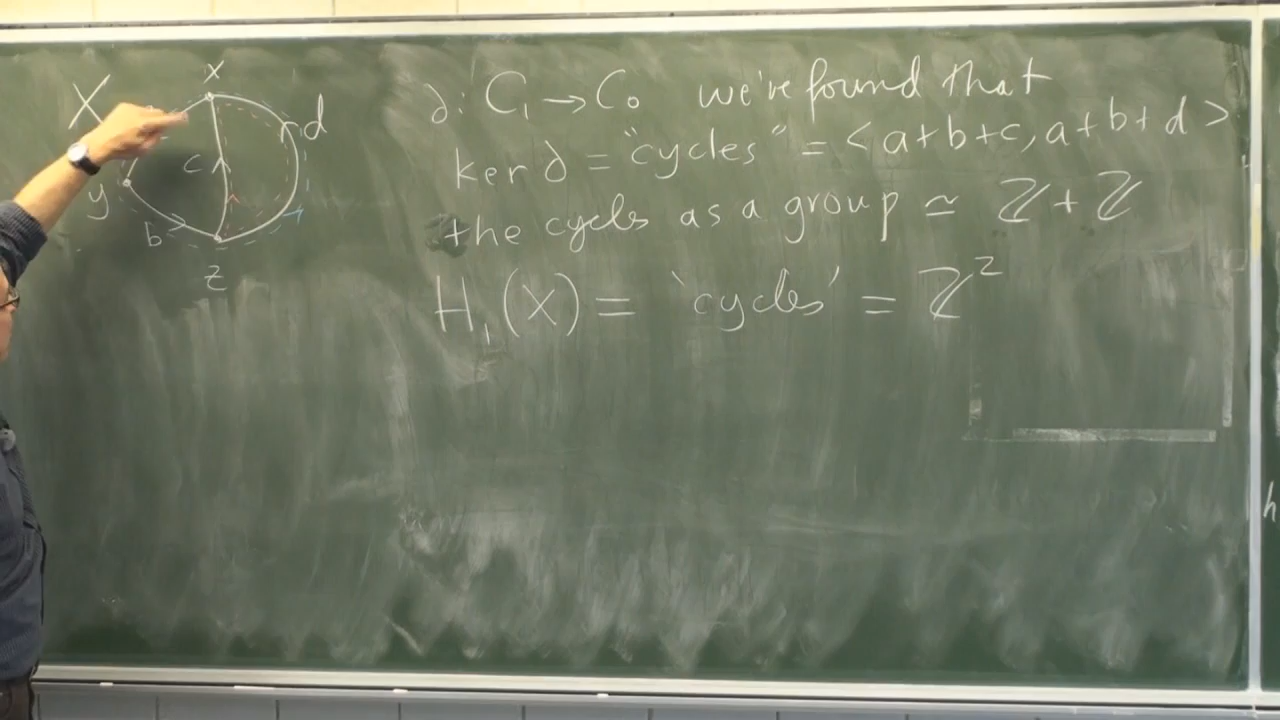 X
x
d
c
y
b
z
∂: C₁ → C₀ we've found that
ker ∂ = "cycles" = < a+b+c, a+b+d >
the cycles as a group ≃ ℤ + ℤ
H₁(X) = 'cycles' = ℤ²
h